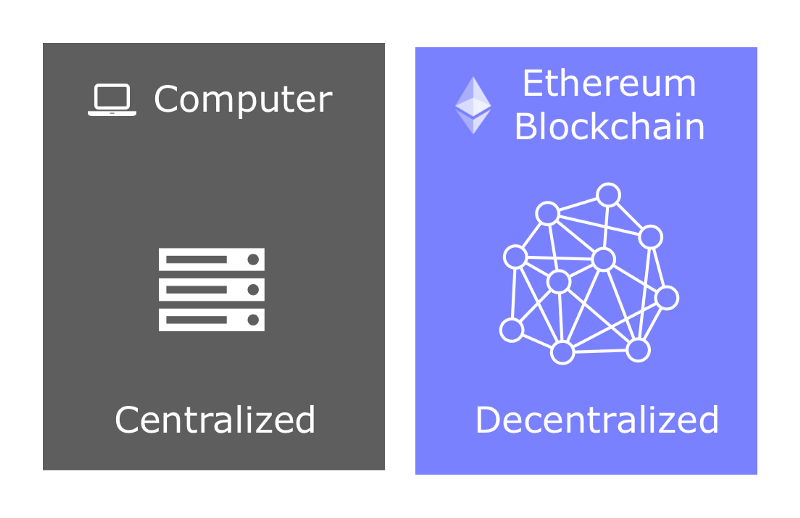 Computer
Centralized
Ethereum
Blockchain
Decentralized